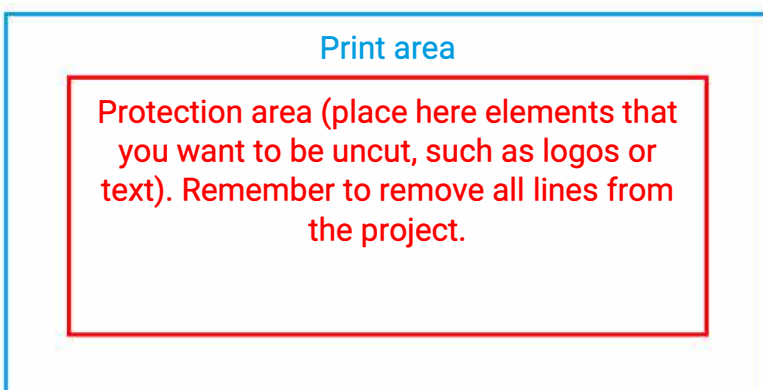 Print area
Protection area (place here elements that
you want to be uncut, such as logos or
text). Remember to remove all lines from
the project.